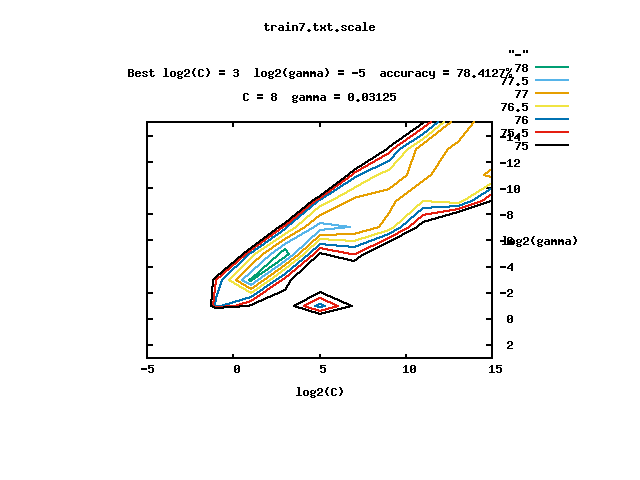 train7.txt.scale
"-"
Best log2(C) = 3  log2(gamma) = -5  accuracy = 78.4127%
78
77.5
C = 8  gamma = 0.03125
77
76.5
76
75.5
75
-14
-12
-10
-8
-6
log2(gamma)
-4
-2
0
2
-5 0 5 10 15
log2(C)